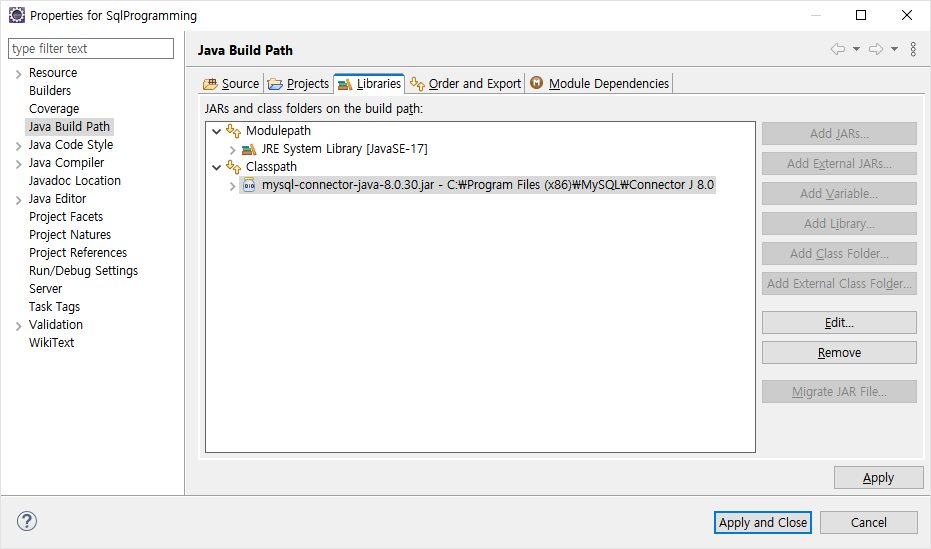 Properties for SqlProgramming
type filter text
Resource
Builders
Coverage
Java Build Path
Java Code Style
Java Compiler
Javadoc Location
Java Editor
Project Facets
Project Natures
Project References
Run/Debug Settings
Server
Task Tags
Validation
WikiText
Java Build Path
Source
Projects
Libraries
Order and Export
M
Module Dependencies
JARs and class folders on the build path:
Modulepath
JRE System Library [JavaSE-17]
Classpath
010
mysql-connector-java-8.0.30.jar - C:₩Program Files (x86)₩MySQL₩Connector J 8.0
Add JARs...
Add External JARs...
Add Variable...
Add Library...
Add Class Folder...
Add External Class Folder...
Edit...
Remove
Migrate JAR File...
Apply
?
Apply and Close
Cancel